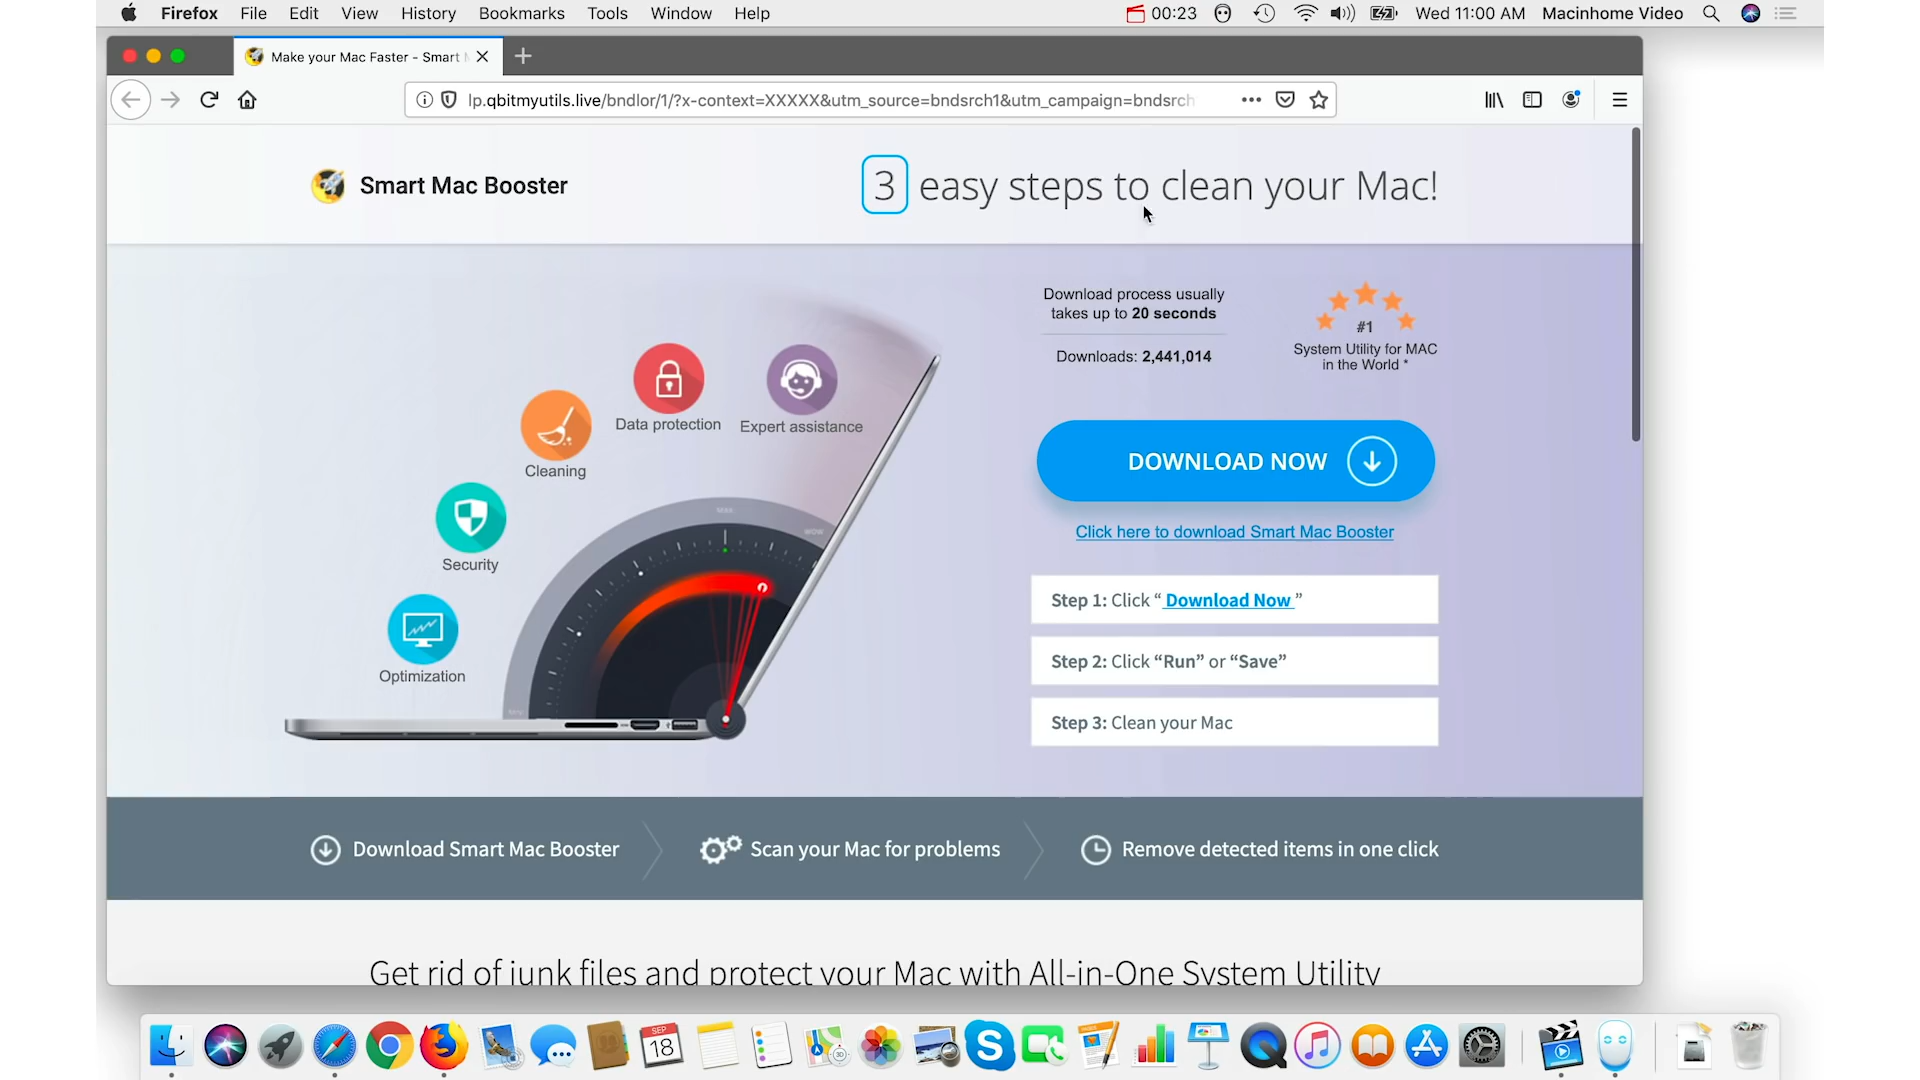 Firefox File Edit View History Bookmarks Tools Window Help 00:23 Wed 11:00 AM Macinhome Video
Make your Mac Faster - Smart
lp.qbitmyutils.live/bndlor/1/?x-context=XXXXX&utm_source=bndsrch1&utm_campaign=bndsrch
Smart Mac Booster
3 easy steps to clean your Mac!
Download process usually
takes up to 20 seconds
Downloads: 2,441,014
#1
System Utility for MAC
in the World *
Data protection
Expert assistance
Cleaning
Security
Optimization
DOWNLOAD NOW
Click here to download Smart Mac Booster
Step 1: Click “ Download Now ”
Step 2: Click “Run” or “Save”
Step 3: Clean your Mac
Download Smart Mac Booster
Scan your Mac for problems
Remove detected items in one click
Get rid of junk files and protect your Mac with All-in-One System Utility
SEP
18